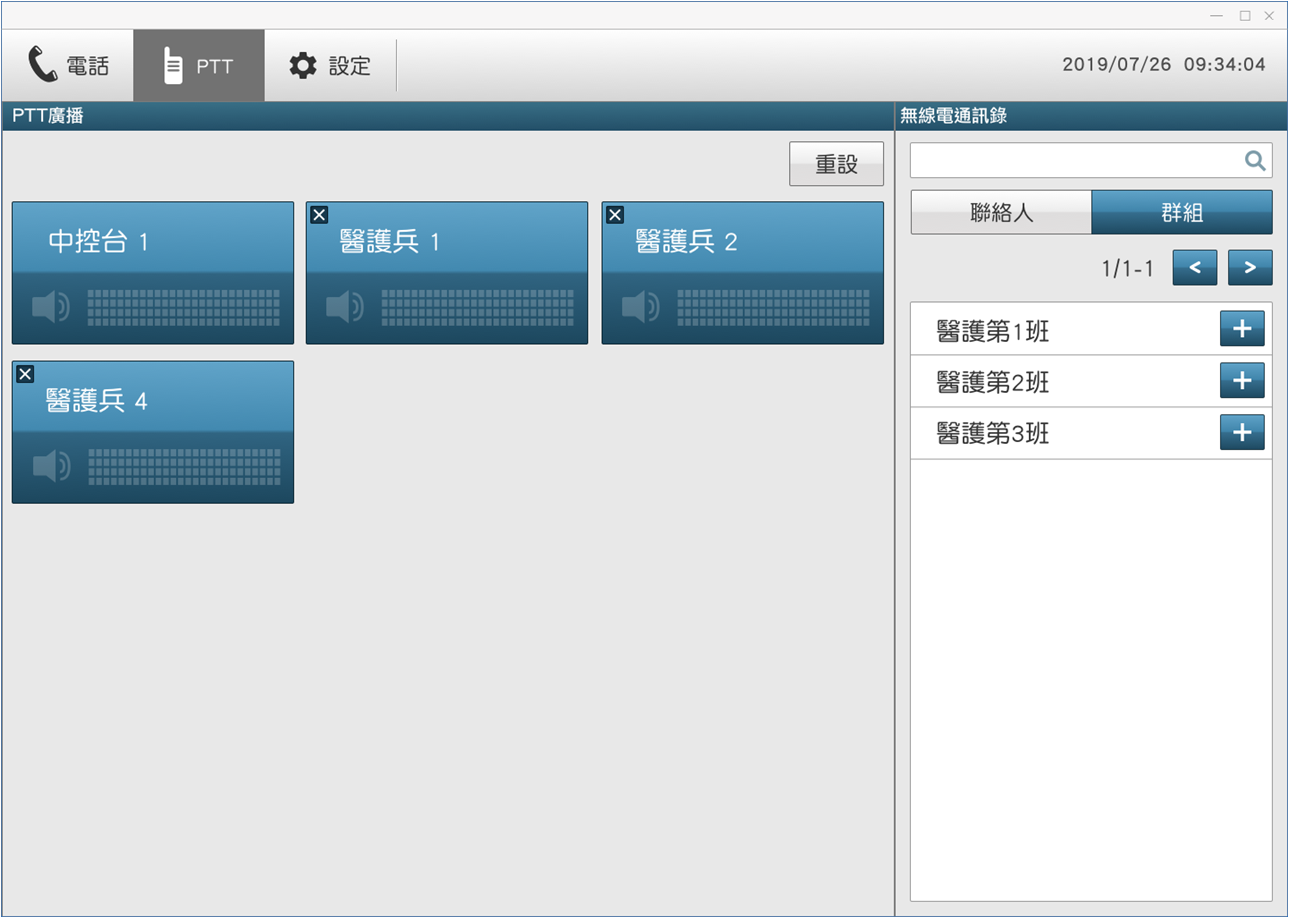 電話
PTT
設定
2019/07/26 09:34:04
PTT廣播
重設
中控台 1
醫護兵 1
醫護兵 2
醫護兵 4
無線電通訊錄
聯絡人
群組
1/1-1
<
>
醫護第1班
+
醫護第2班
+
醫護第3班
+